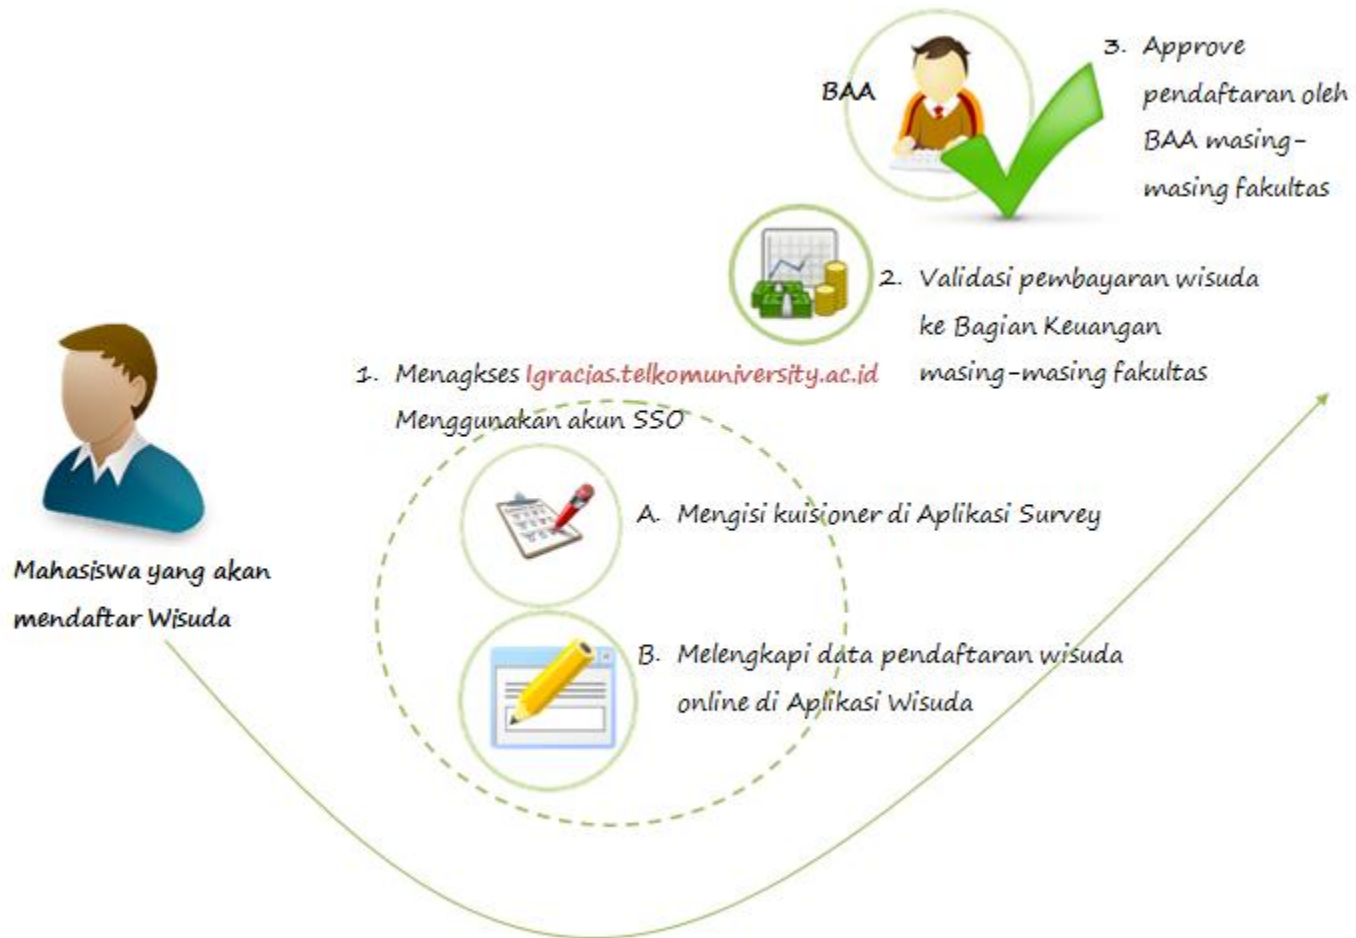 Mahasiswa yang akan
mendaftar Wisuda
1. Menagkses Igracias.telkomuniversity.ac.id
Menggunakan akun SSO
A. Mengisi kuisioner di Aplikasi Survey
B. Melengkapi data pendaftaran wisuda
online di Aplikasi Wisuda
2. Validasi pembayaran wisuda
ke Bagian Keuangan
masing-masing fakultas
BAA
3. Approve
pendaftaran oleh
BAA masing-
masing fakultas